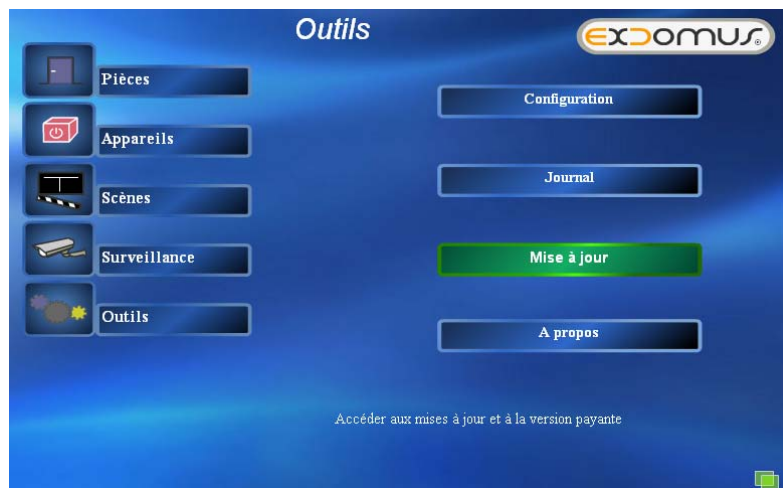 Outils
EXDOMUS®
Pièces
Appareils
Scènes
Surveillance
Outils
Configuration
Journal
Mise à jour
A propos
Accéder aux mises à jour et à la version payante